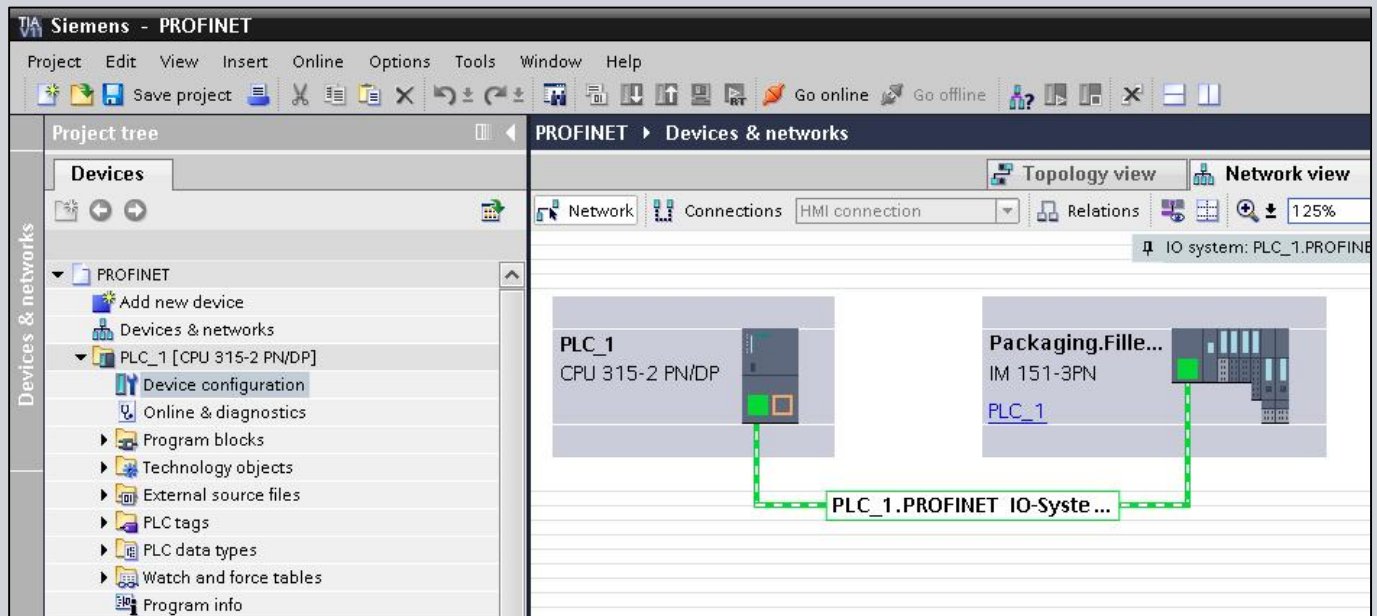 TIA V11 Siemens - PROFINET
Project Edit View Insert Online Options Tools Window Help
Save project RT Go online Go offline
Project tree
PROFINET Devices & networks
Devices
Topology view Network view
Network Connections HMI connection Relations 125%
Devices & networks
IO system: PLC_1.PROFINE
PROFINET
Add new device
Devices & networks
PLC_1 [CPU 315-2 PN/DP]
Device configuration
Online & diagnostics
Program blocks
Technology objects
External source files
PLC tags
PLC data types
Watch and force tables
Program info
PLC_1
CPU 315-2 PN/DP
Packaging.Fille...
IM 151-3PN
PLC_1
PLC_1.PROFINET IO-Syste...